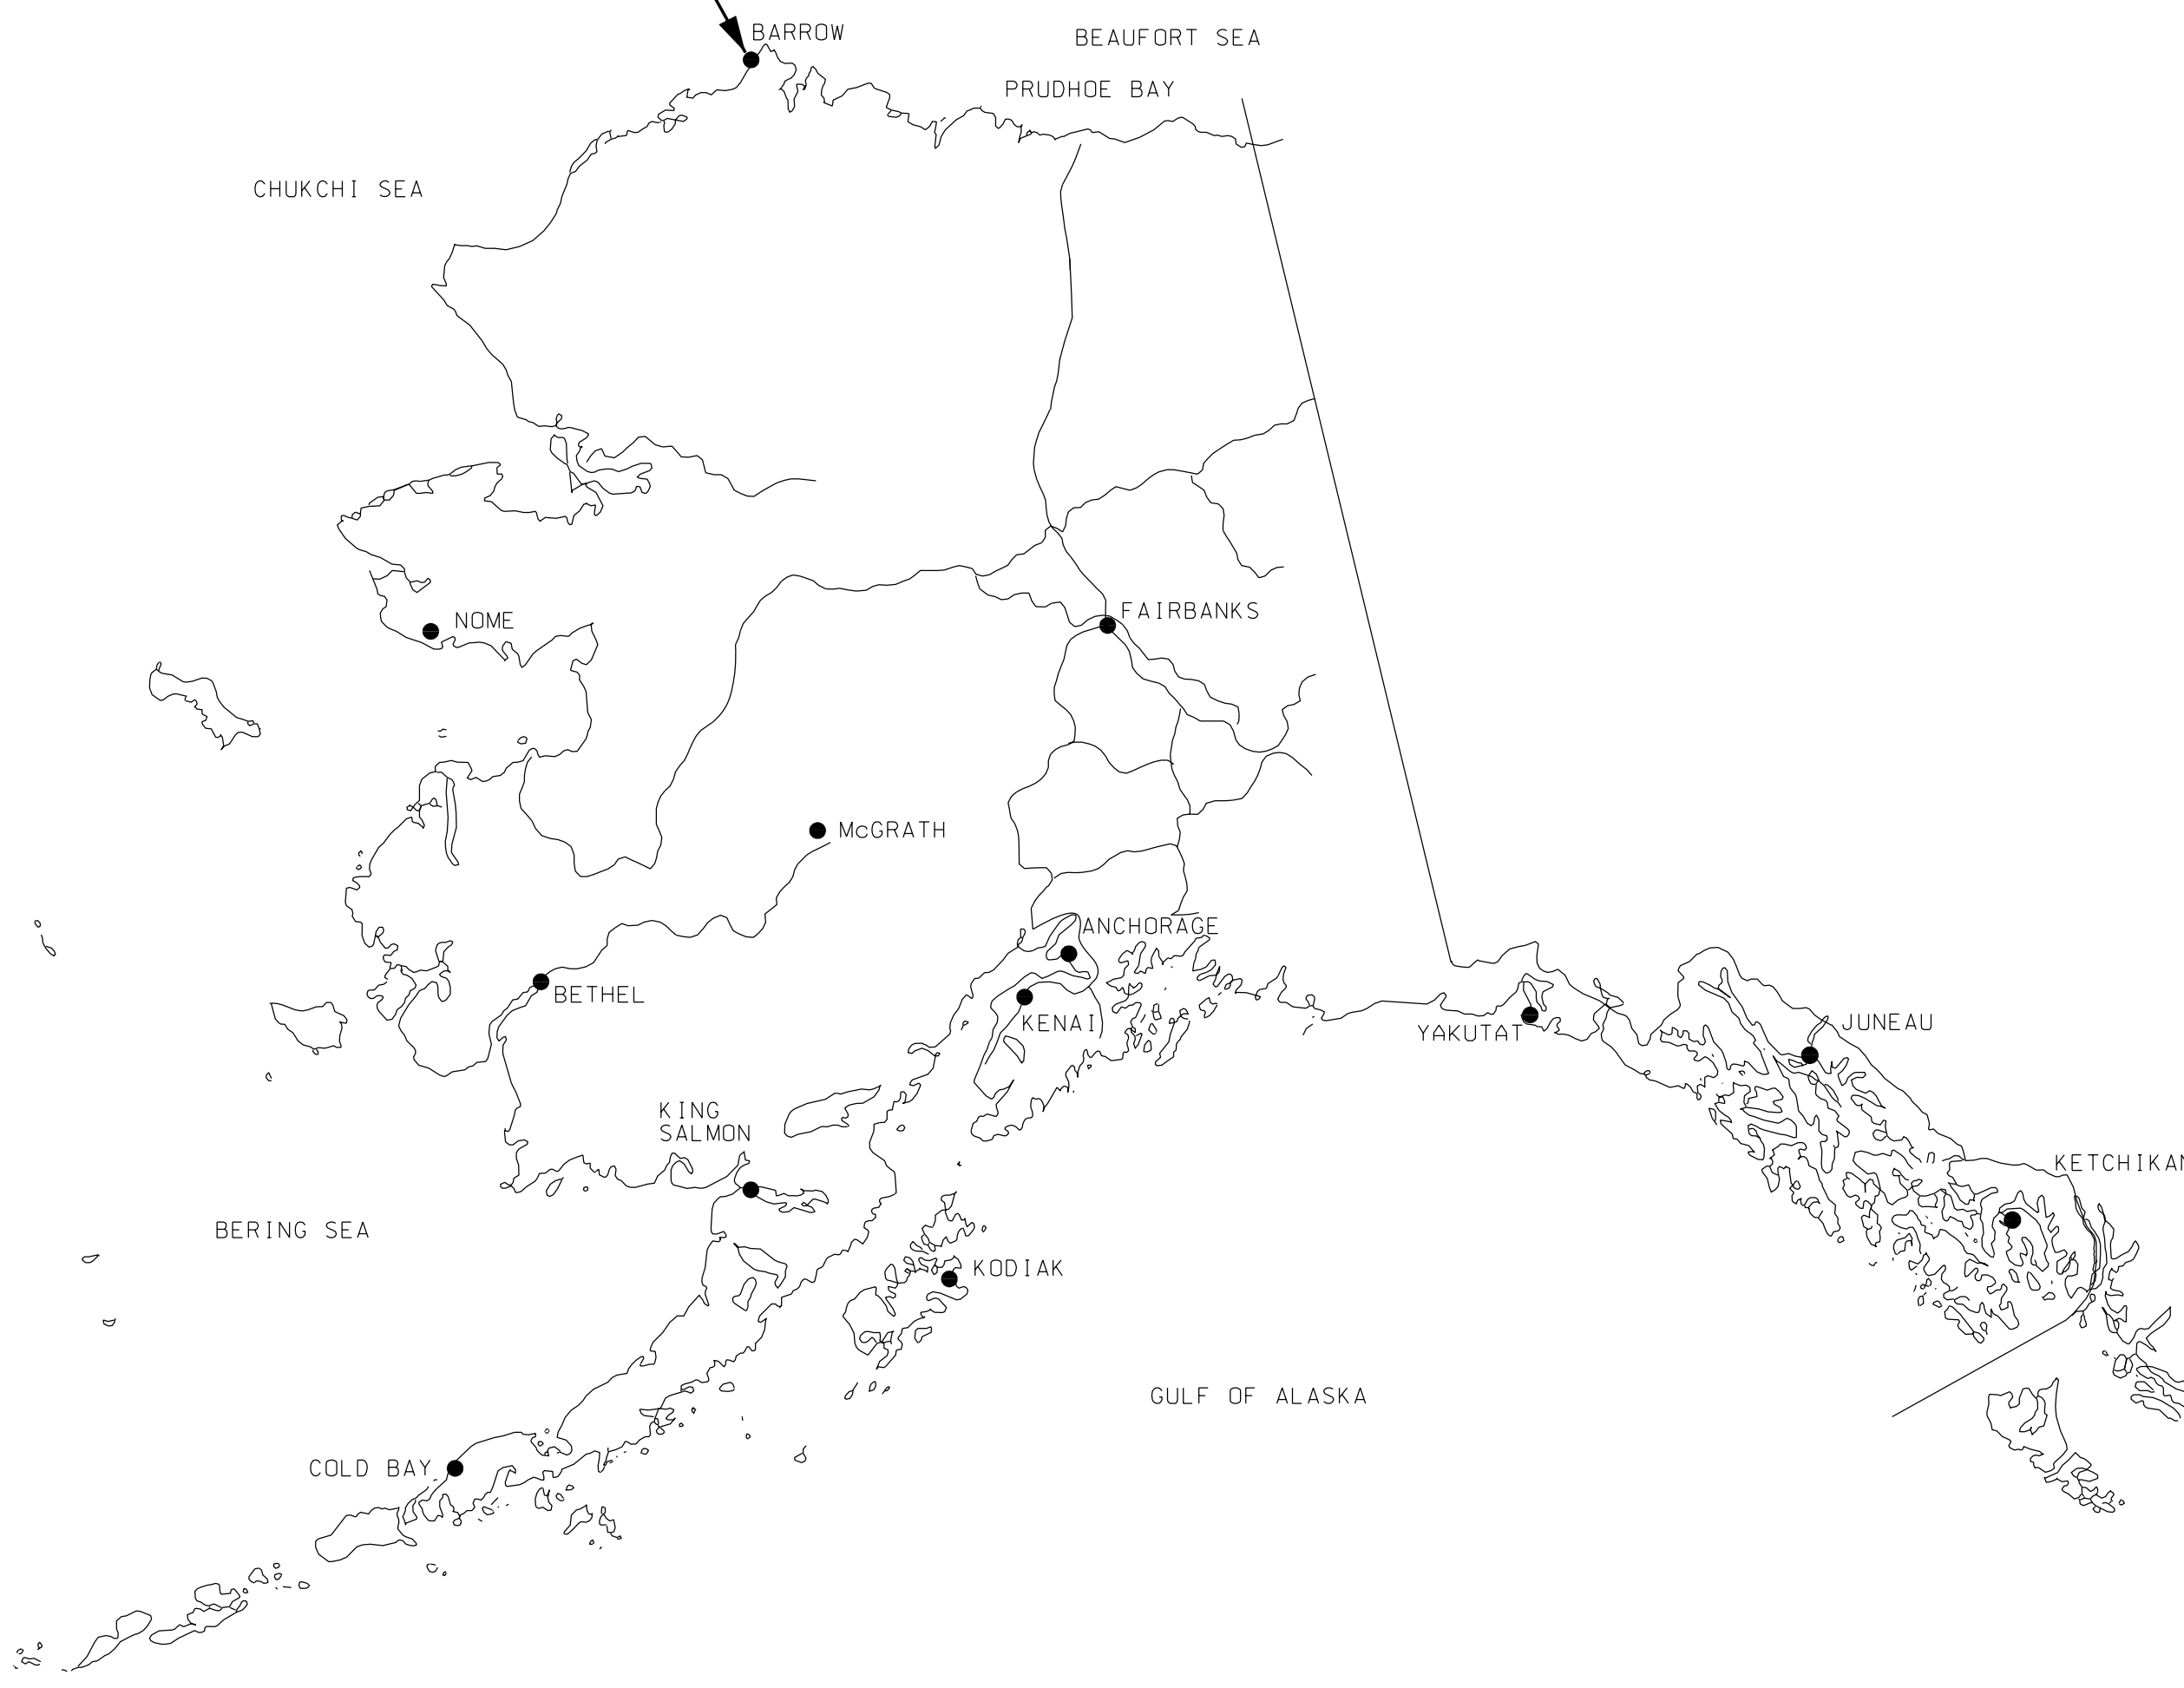 BARROW
BEAUFORT SEA
PRUDHOE BAY
CHUKCHI SEA
FAIRBANKS
NOME
McGRATH
ANCHORAGE
BETHEL
KENAI
YAKUTAT
JUNEAU
KING
SALMON
KETCHIKAN
BERING SEA
KODIAK
GULF OF ALASKA
COLD BAY